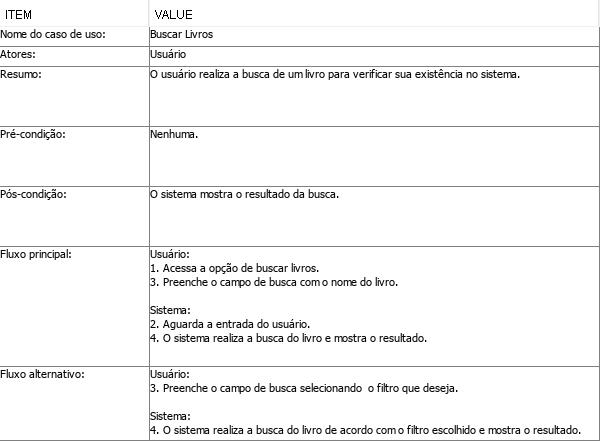 ITEM VALUE
Nome do caso de uso: Buscar Livros
Atores: Usuário
Resumo: O usuário realiza a busca de um livro para verificar sua existência no sistema.
Pré-condição: Nenhuma.
Pós-condição: O sistema mostra o resultado da busca.
Fluxo principal: Usuário:
1. Acessa a opção de buscar livros.
3. Preenche o campo de busca com o nome do livro.
Sistema:
2. Aguarda a entrada do usuário.
4. O sistema realiza a busca do livro e mostra o resultado.
Fluxo alternativo: Usuário:
3. Preenche o campo de busca selecionando o filtro que deseja.
Sistema:
4. O sistema realiza a busca do livro de acordo com o filtro escolhido e mostra o resultado.